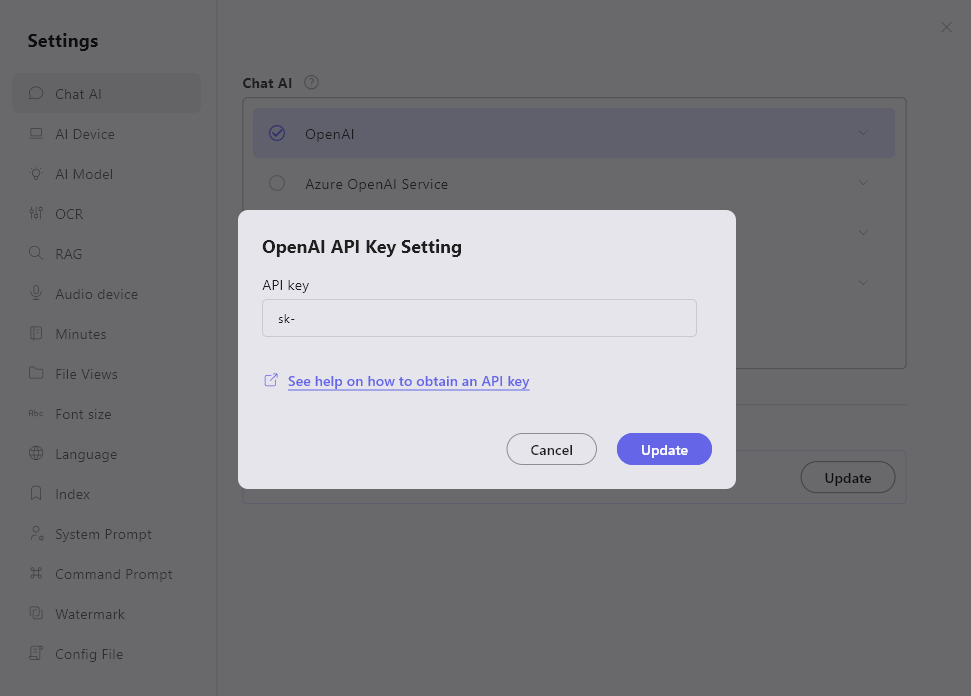 Settings
Chat AI
AI Device
AI Model
OCR
RAG
Audio device
Minutes
File Views
Abc
Font size
Language
Index
System Prompt
Command Prompt
Watermark
Config File
Chat AI ?
OpenAI
Azure OpenAI Service
OpenAI API Key Setting
API key
sk-
See help on how to obtain an API key
Cancel
Update
Update